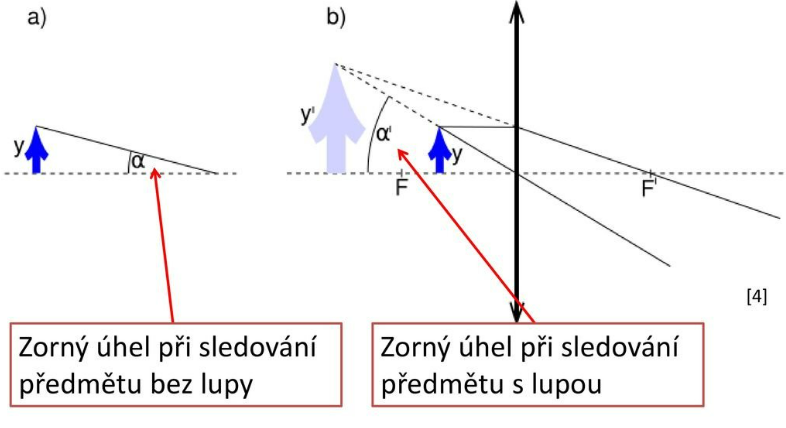 a)
b)
y
α
y'
α'
y
F
F'
[4]
Zorný úhel při sledování
předmětu bez lupy
Zorný úhel při sledování
předmětu s lupou